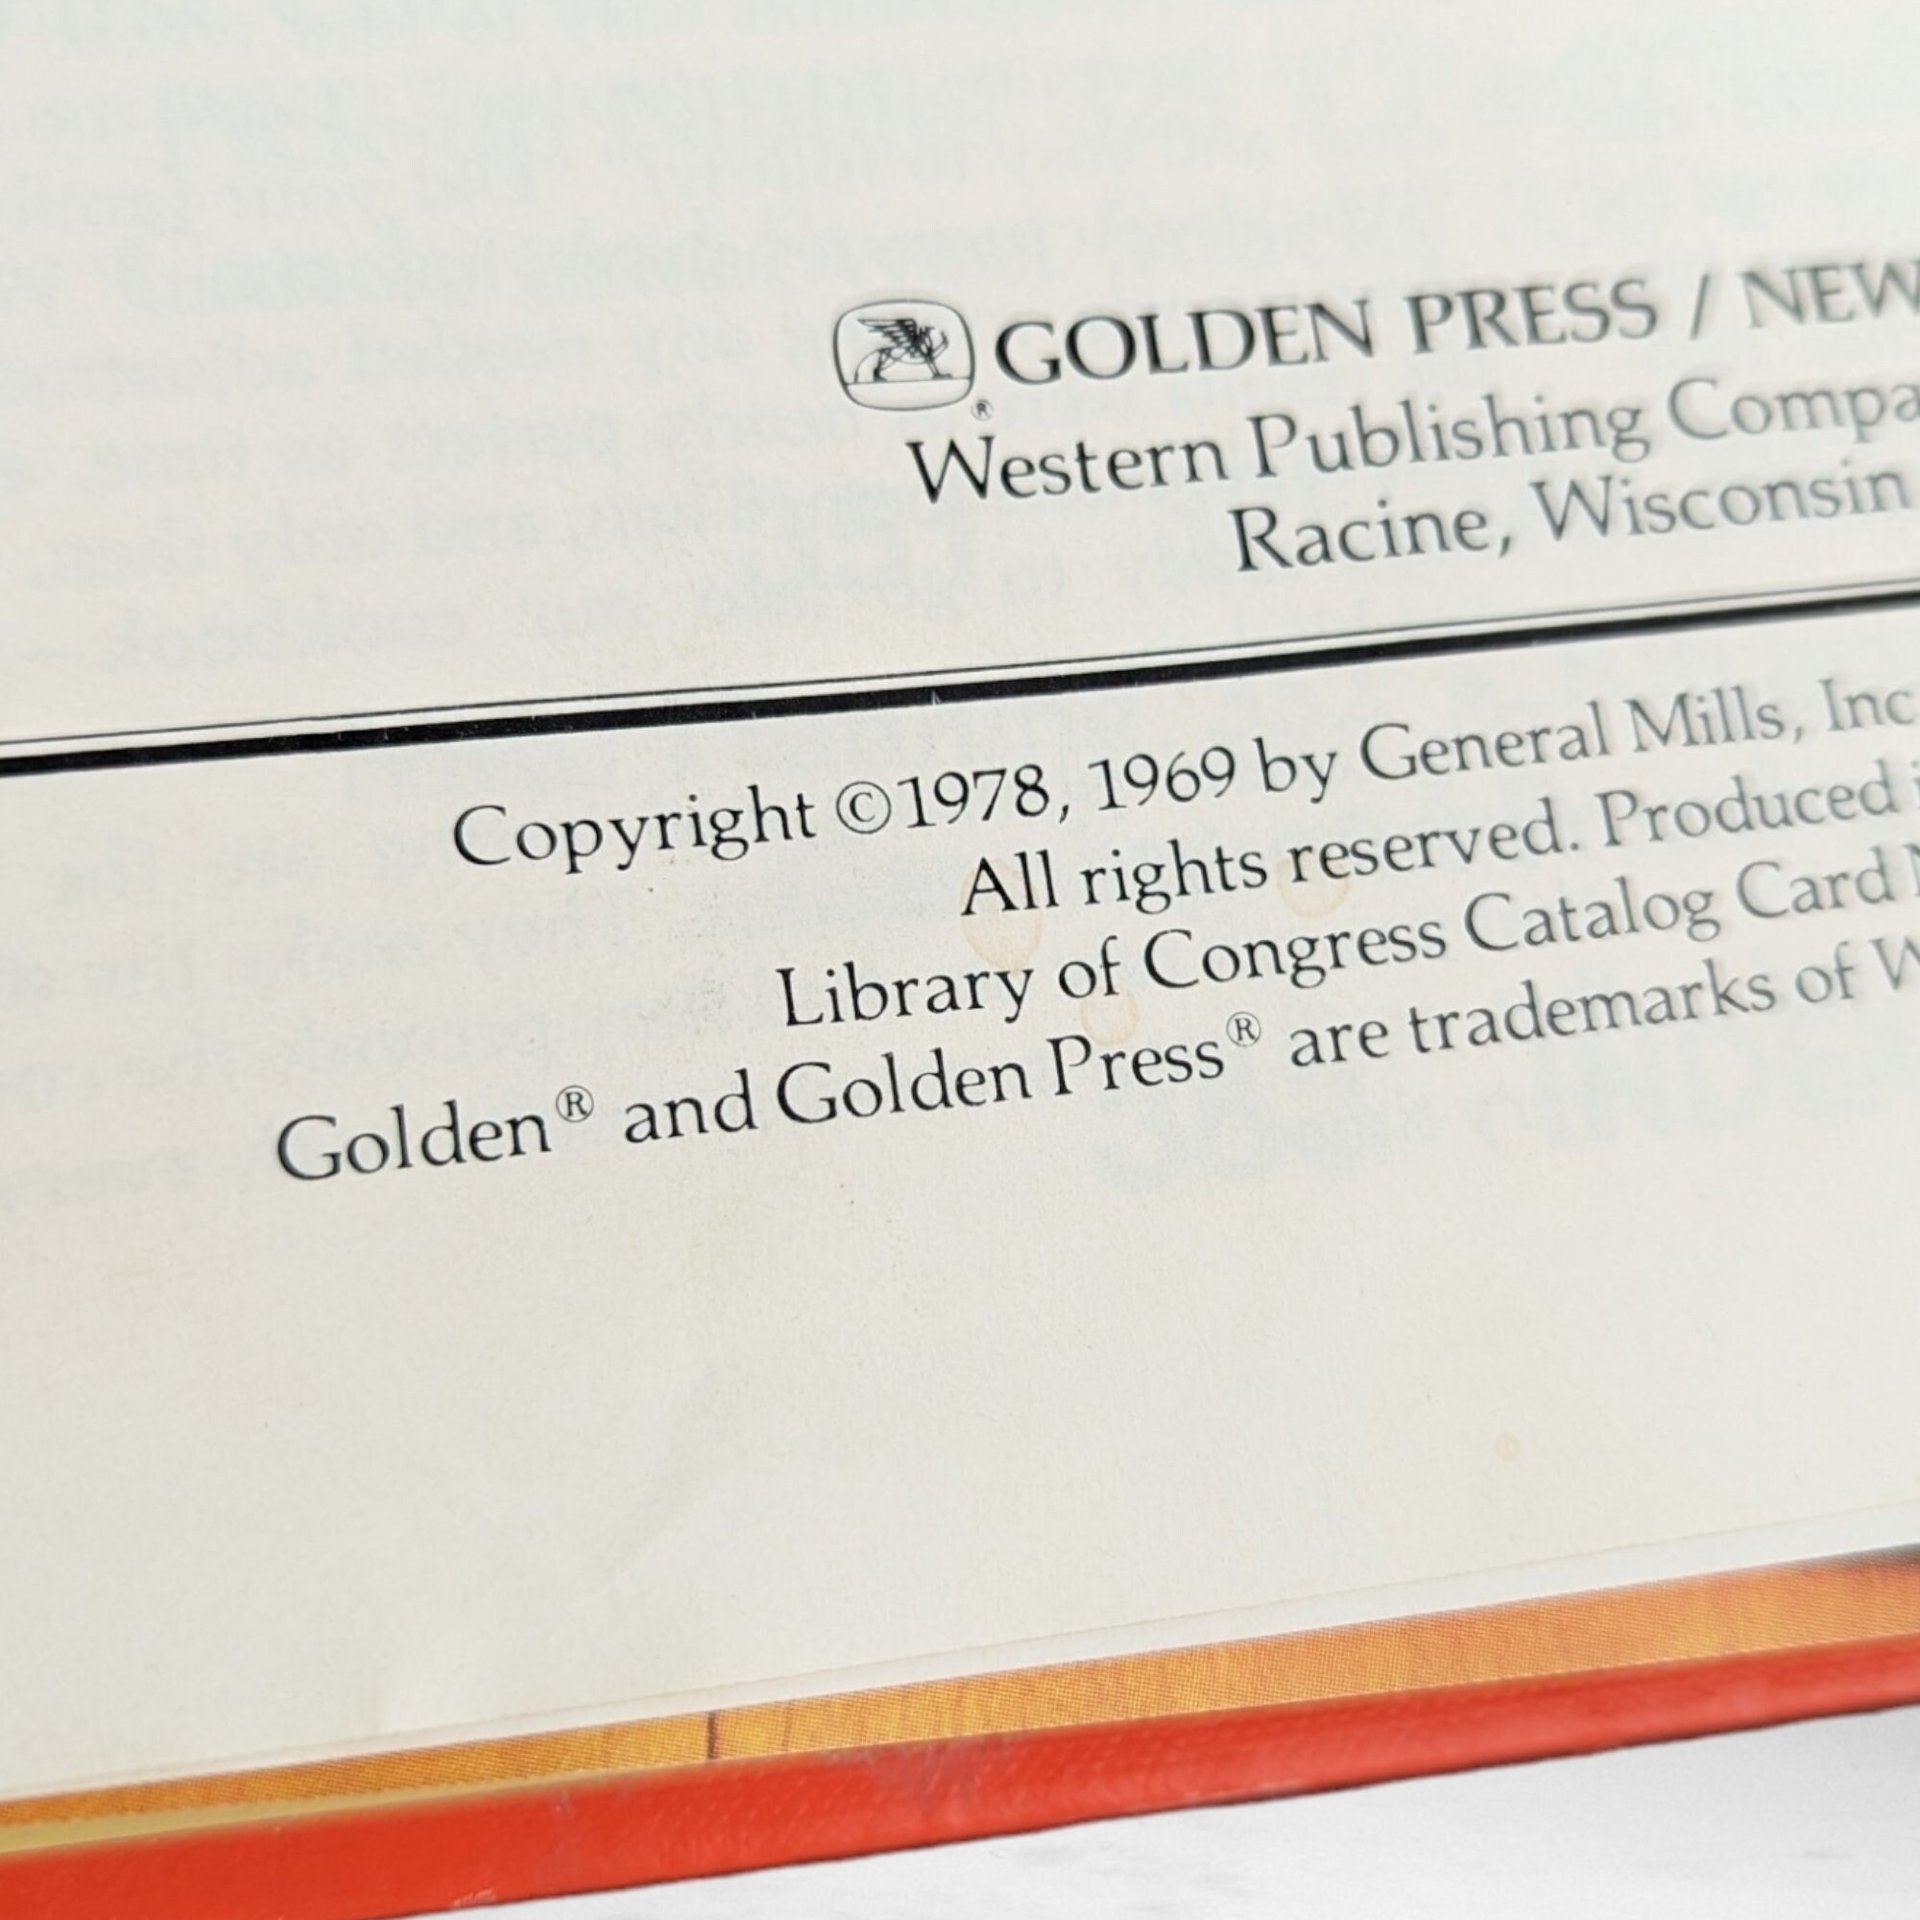 GOLDEN PRESS / NEW
®
Western Publishing Compa
Racine, Wisconsin
Copyright ©1978, 1969 by General Mills, Inc
All rights reserved. Produced i
Library of Congress Catalog Card N
Golden® and Golden Press® are trademarks of W